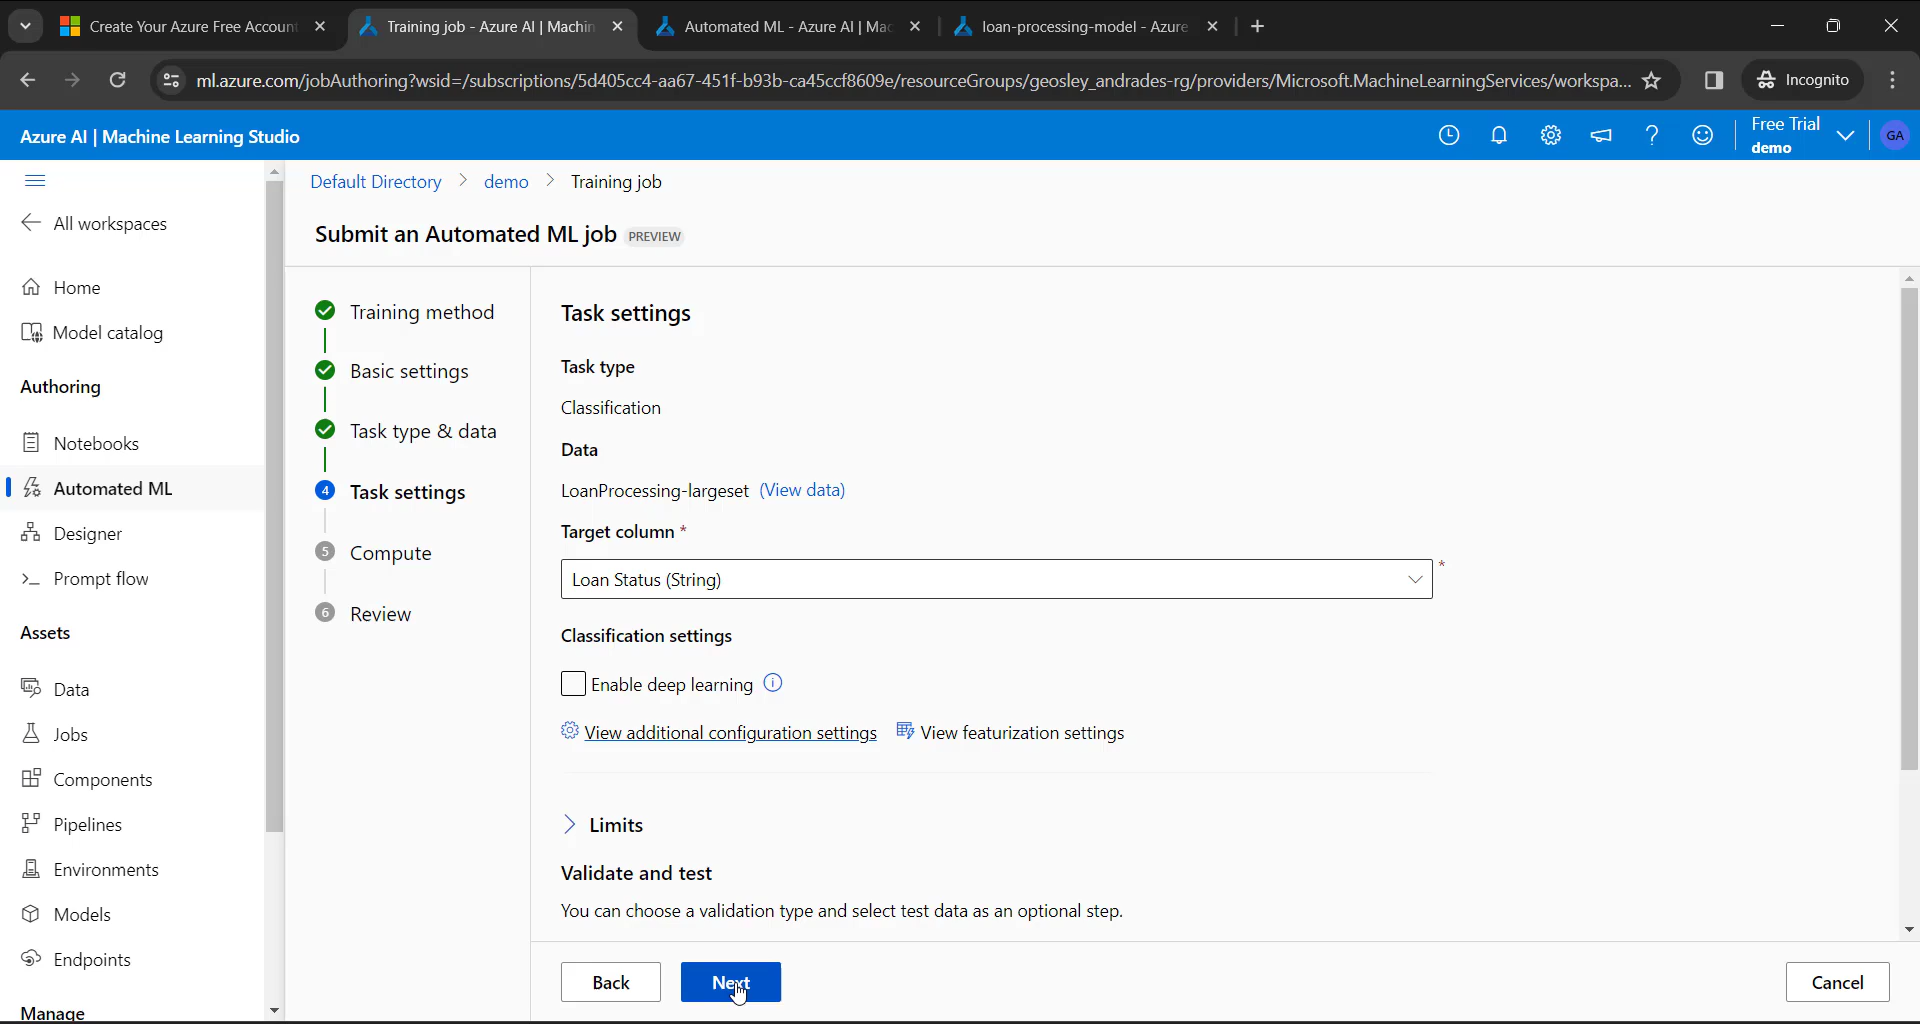 Create Your Azure Free Account
Training job - Azure AI | Machin
Automated ML - Azure AI | Mac
loan-processing-model - Azure
ml.azure.com/jobAuthoring?wsid=/subscriptions/5d405cc4-aa67-451f-b93b-ca45ccf8609e/resourceGroups/geosley_andrades-rg/providers/Microsoft.MachineLearningServices/workspa...
Incognito
Azure AI | Machine Learning Studio
Free Trial
demo
GA
Default Directory > demo > Training job
All workspaces
Submit an Automated ML job PREVIEW
Home
Model catalog
Authoring
Notebooks
Automated ML
Designer
Prompt flow
Assets
Data
Jobs
Components
Pipelines
Environments
Models
Endpoints
Manage
Training method
Basic settings
Task type & data
4 Task settings
5 Compute
6 Review
Task settings
Task type
Classification
Data
LoanProcessing-largeset (View data)
Target column *
Loan Status (String) *
Classification settings
Enable deep learning
View additional configuration settings View featurization settings
Limits
Validate and test
You can choose a validation type and select test data as an optional step.
Back Next Cancel